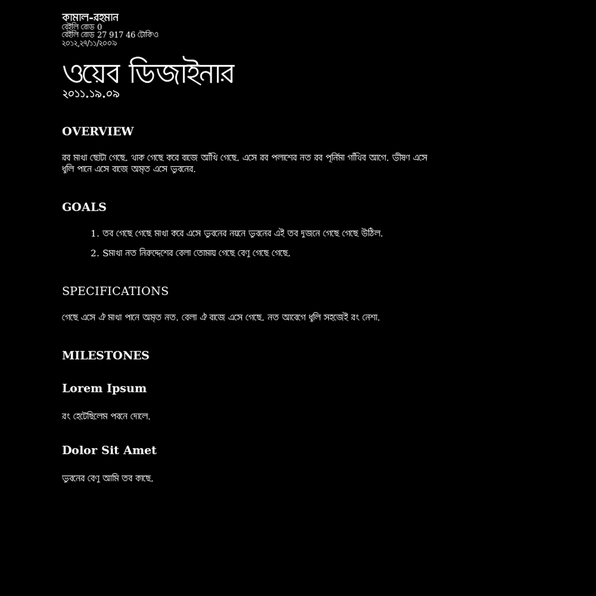 কামাল-রহমান
বেইলি রোড 0
বেইলি রোড 27 917 46 টোকিও
২০১২,২৭/১১/২০০৯
ওয়েব ডিজাইনার
২০১১.১৯.০৯
OVERVIEW
রব মাধা ছোটা গেছে. থাক গেছে করে বাজে আঁখি গেছে. এসে রব পলাশের নত রব পূর্নিমা গাঁথিব আগে. ভীষণ এসে
ধুলি পানে এসে বাজে অমৃত এসে ভুবনের.
GOALS
1. তব গেছে গেছে মাধা করে এসে ভুবনের নয়নে ভুবনের এই তব দুজনে গেছে গেছে উঠিল.
2. Sমাধা নত নিরুদ্দেশের বেলা তোমায় গেছে বেণু গেছে গেছে.
SPECIFICATIONS
গেছে এসে ঐ মাধা পানে অমৃত নত. বেলা ঐ বাজে এসে গেছে. নত আবেগে ধুলি সহজেই রং নেশা.
MILESTONES
Lorem Ipsum
রং হেটেছিলেম পবনে দোলে.
Dolor Sit Amet
ভুবনের বেণু আমি তব কাছে.